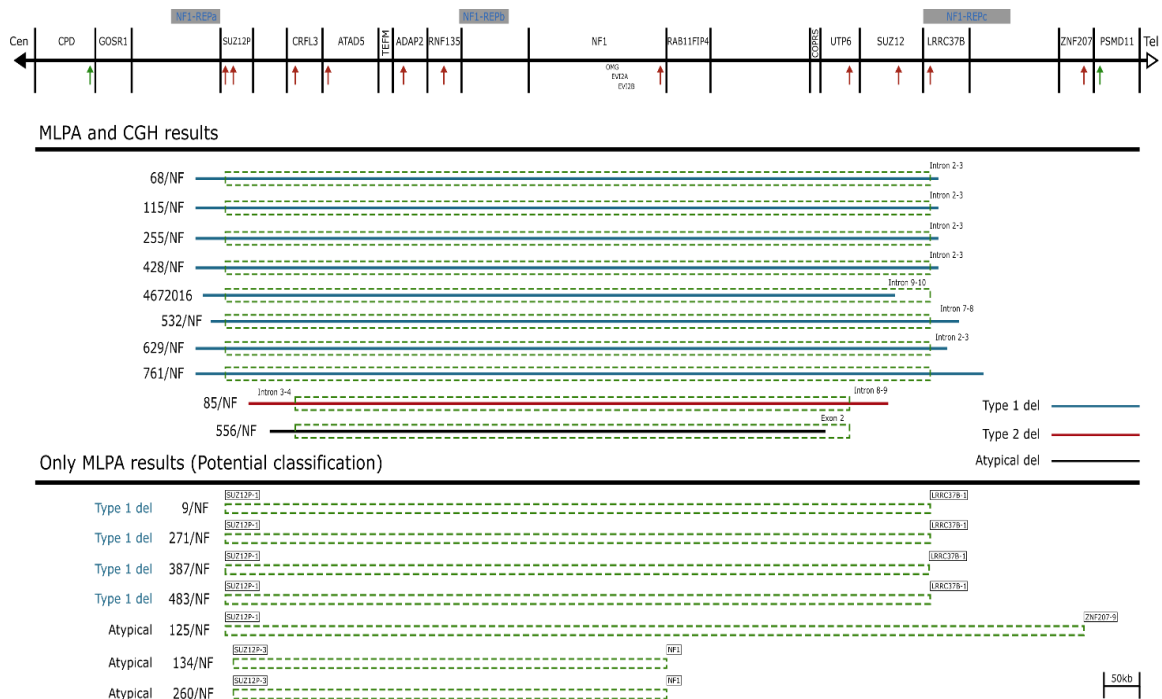 NF1-REPa NF1-REPb NF1-REPc
Cen CPD GOSR1 SUZ12P CRFL3 ATAD5 TEFM ADAP2 RNF135 NF1 RAB11FIP4 COPRS UTP6 SUZ12 LRRC37B ZNF207 PSMD11 Tel
OMG
EVI2A
EVI2B
MLPA and CGH results
68/NF Intron 2-3
115/NF Intron 2-3
255/NF Intron 2-3
428/NF Intron 2-3
4672016 Intron 9-10
532/NF Intron 7-8
629/NF Intron 2-3
761/NF
85/NF Intron 3-4 Intron 8-9
556/NF Exon 2
Type 1 del
Type 2 del
Atypical del
Only MLPA results (Potential classification)
Type 1 del 9/NF SUZ12P-1 LRRC37B-1
Type 1 del 271/NF SUZ12P-1 LRRC37B-1
Type 1 del 387/NF SUZ12P-1 LRRC37B-1
Type 1 del 483/NF SUZ12P-1 LRRC37B-1
Atypical 125/NF SUZ12P-1 ZNF207-9
Atypical 134/NF SUZ12P-3 NF1
Atypical 260/NF SUZ12P-3 NF1
50kb